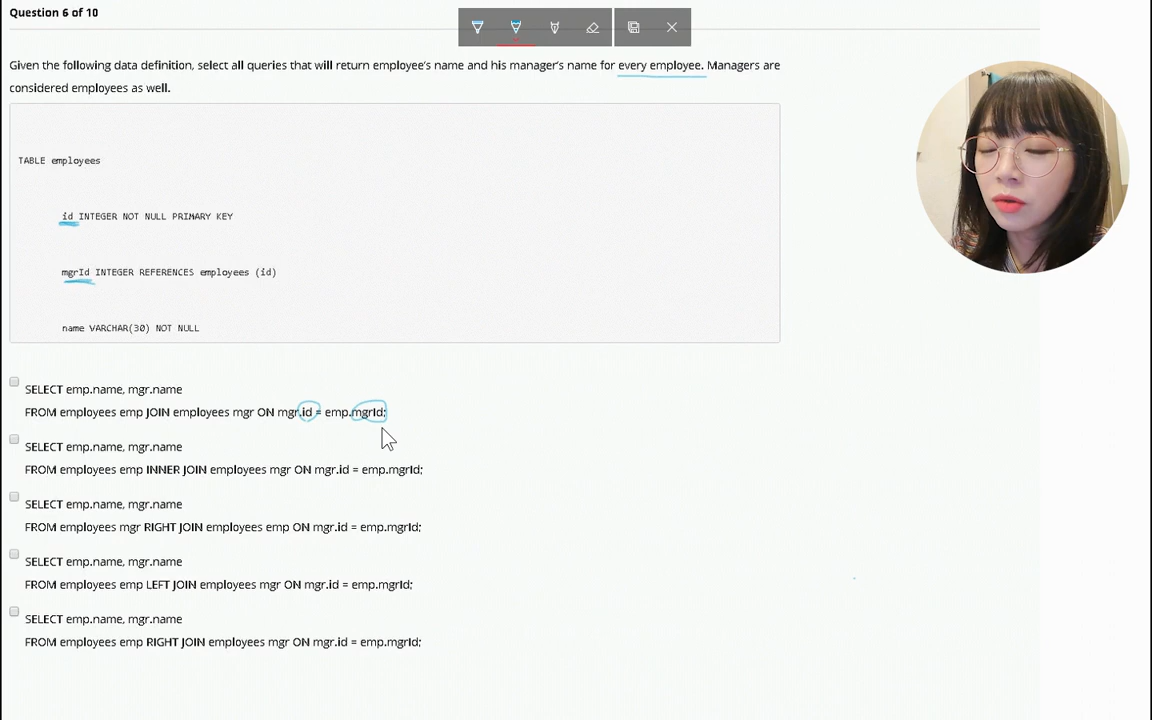 Question 6 of 10
Given the following data definition, select all queries that will return employee's name and his manager's name for every employee. Managers are
considered employees as well.
TABLE employees
id INTEGER NOT NULL PRIMARY KEY
mgrId INTEGER REFERENCES employees (id)
name VARCHAR(30) NOT NULL
SELECT emp.name, mgr.name
FROM employees emp JOIN employees mgr ON mgr.id = emp.mgrId;
SELECT emp.name, mgr.name
FROM employees emp INNER JOIN employees mgr ON mgr.id = emp.mgrId;
SELECT emp.name, mgr.name
FROM employees mgr RIGHT JOIN employees emp ON mgr.id = emp.mgrId;
SELECT emp.name, mgr.name
FROM employees emp LEFT JOIN employees mgr ON mgr.id = emp.mgrId;
SELECT emp.name, mgr.name
FROM employees emp RIGHT JOIN employees mgr ON mgr.id = emp.mgrId;